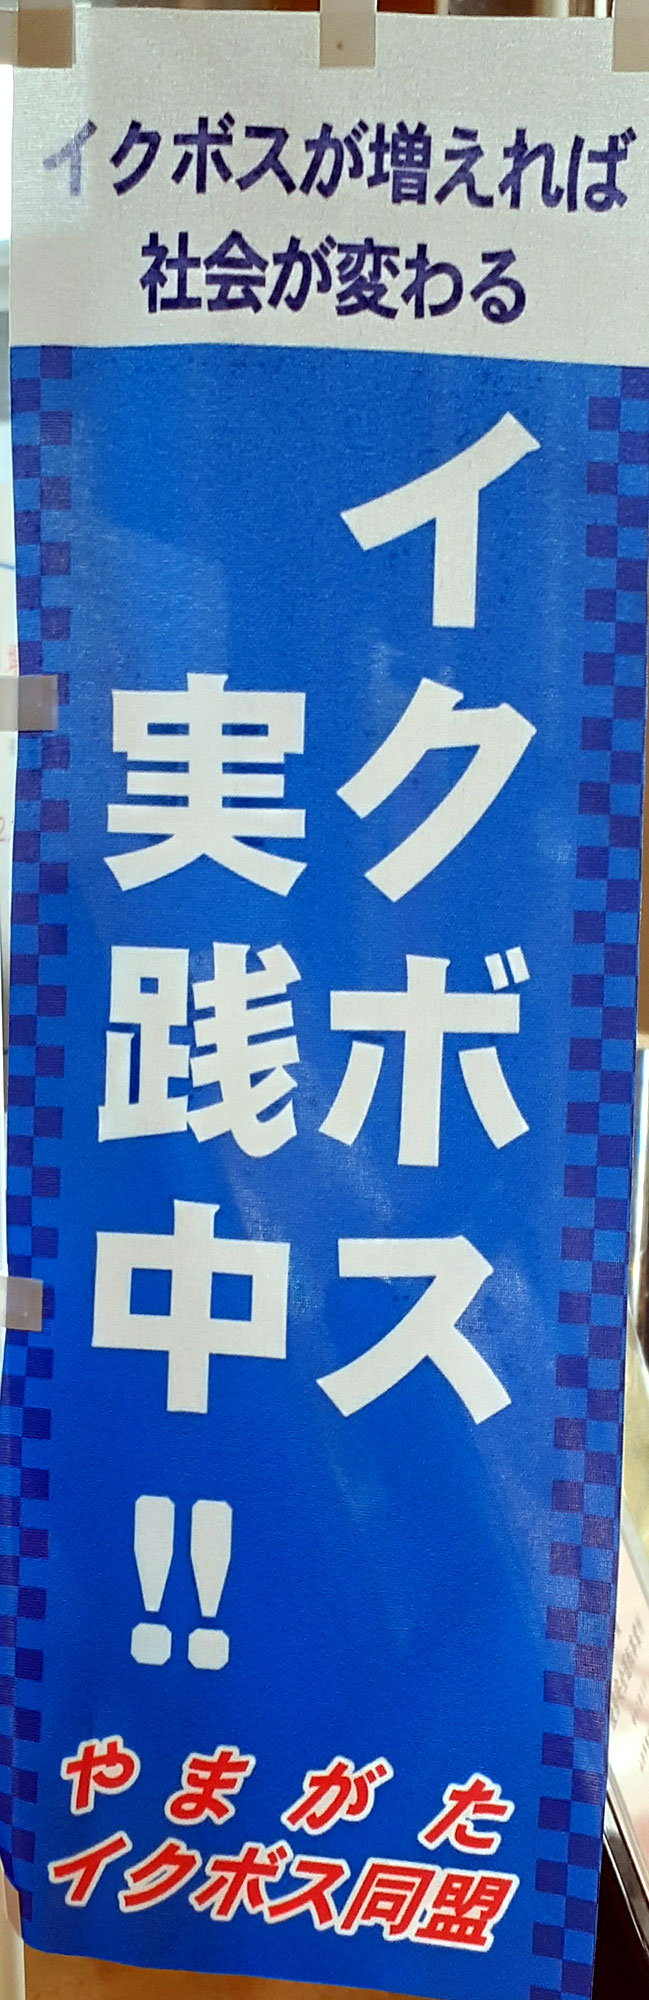 イクボスが増えれば
社会が変わる
イクボス
実践中!!
やまがた
イクボス同盟